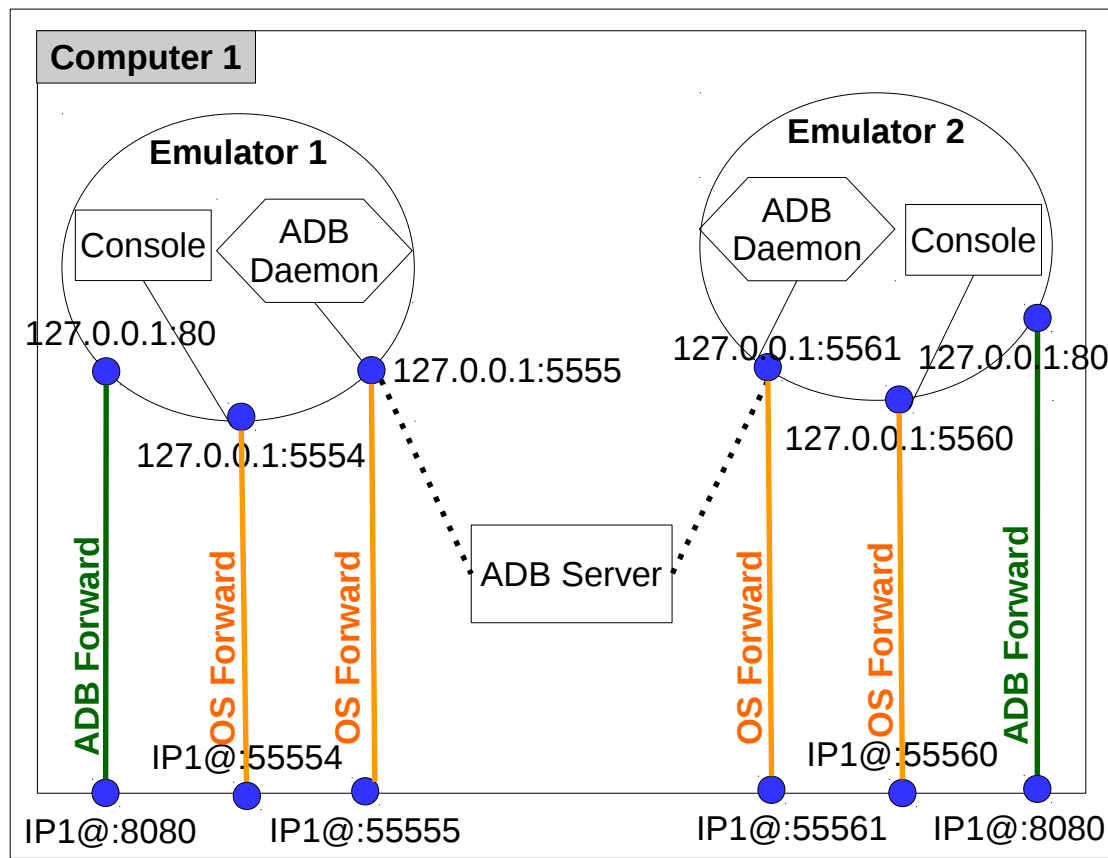 Computer 1
Emulator 1
Emulator 2
Console
ADB
Daemon
ADB
Daemon
Console
127.0.0.1:80
127.0.0.1:5555
127.0.0.1:5554
127.0.0.1:5561
127.0.0.1:80
127.0.0.1:5560
ADB Server
ADB Forward
OS Forward
OS Forward
OS Forward
OS Forward
ADB Forward
IP1@:55554
IP1@:55560
IP1@:8080
IP1@:55555
IP1@:55561
IP1@:8080